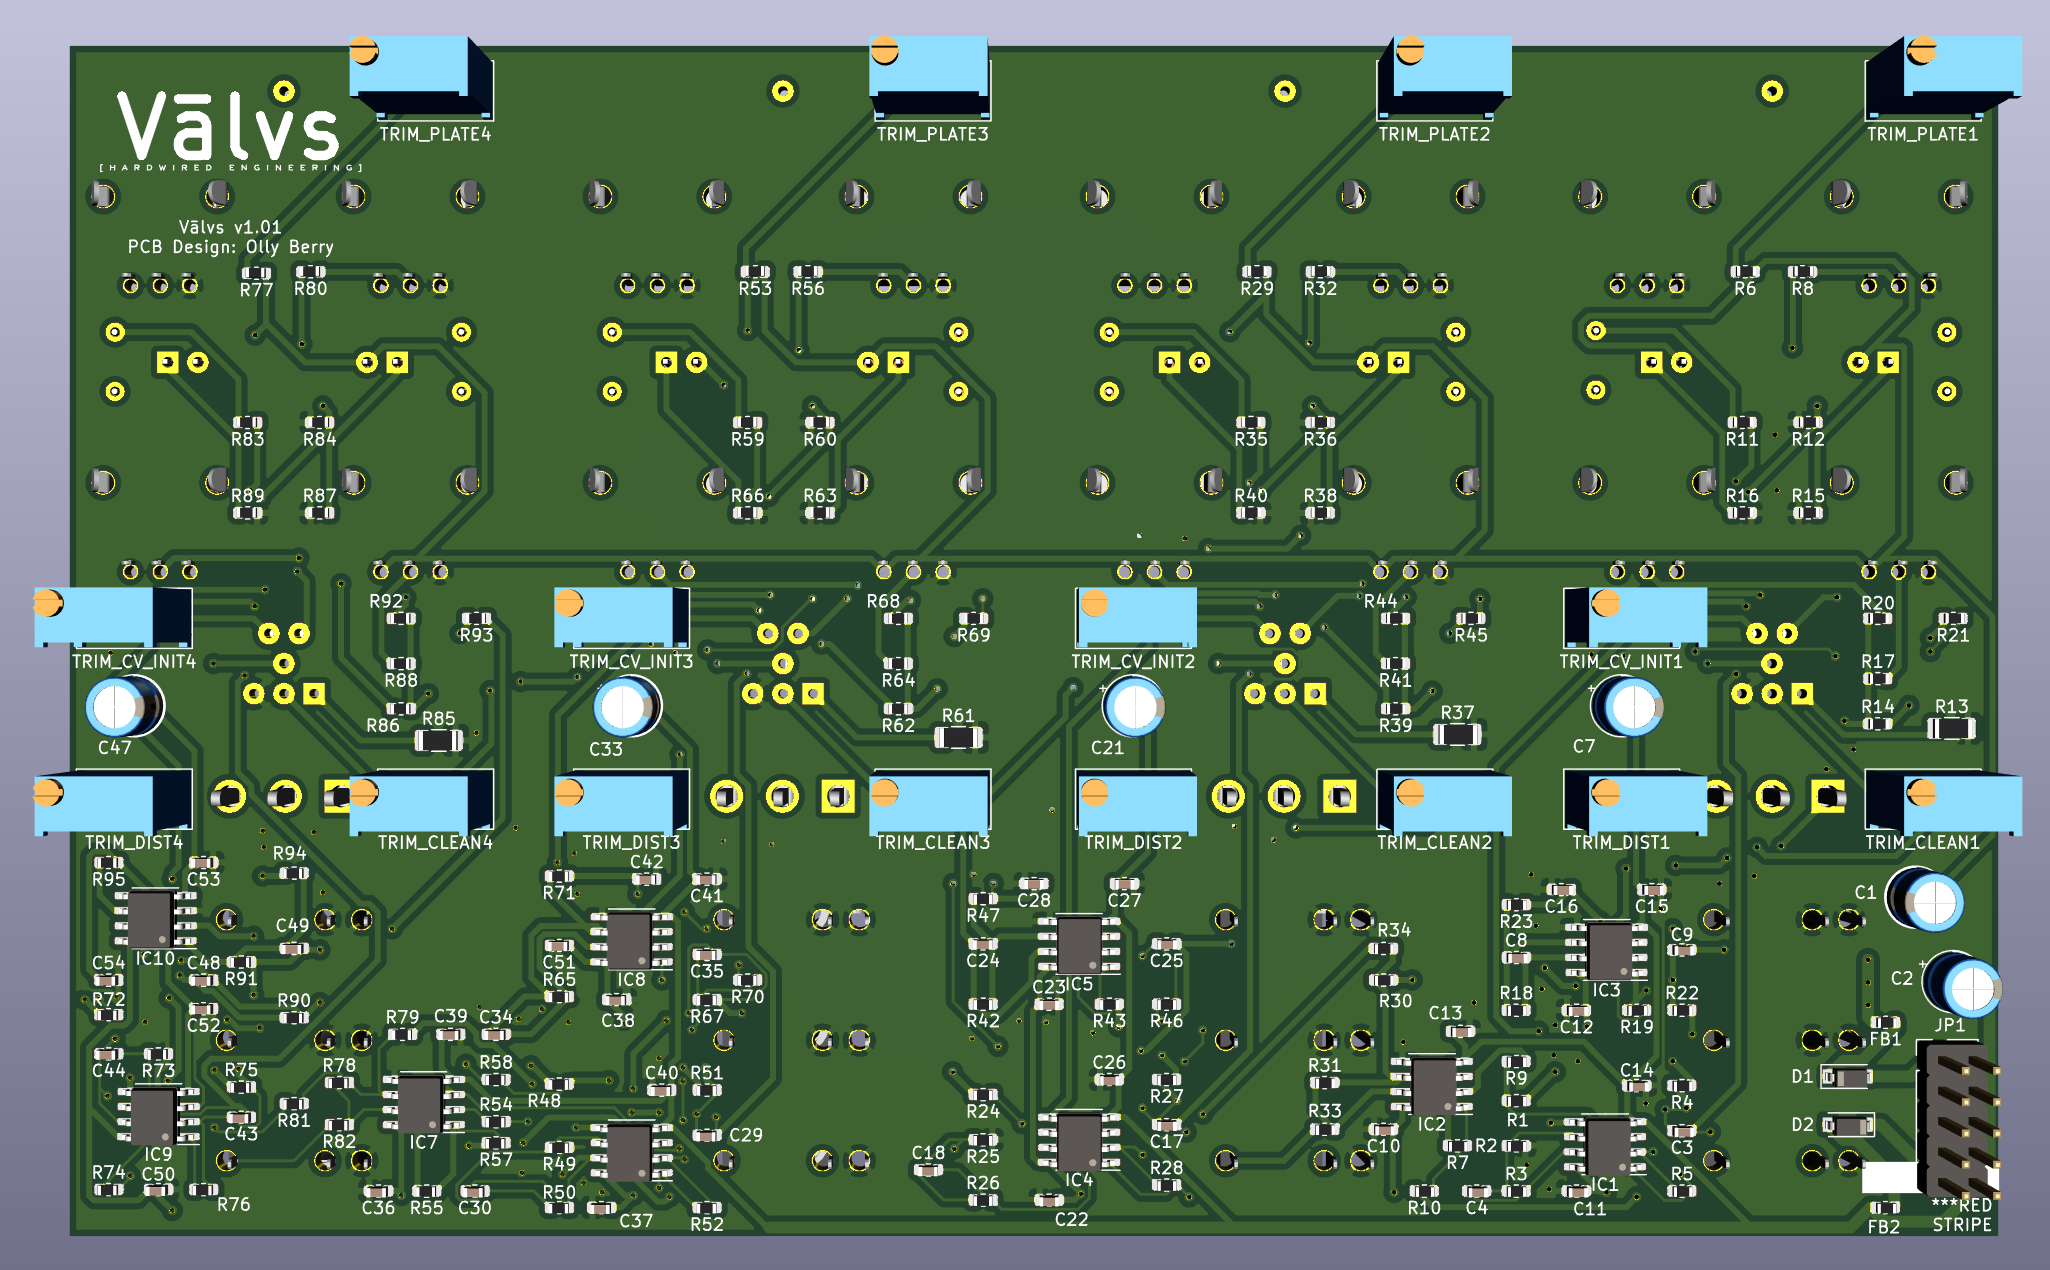 TRIM_PLATE4
TRIM_PLATE3
TRIM_PLATE2
TRIM_PLATE1
Vālvs
[HARDWIRED ENGINEERING]
Vālvs v1.01
PCB Design: Olly Berry
R77
R80
R53
R56
R29
R32
R6
R8
R83
R84
R59
R60
R35
R36
R11
R12
R89
R87
R66
R63
R40
R38
R16
R15
R92
R93
R68
R69
R44
R45
R20
R21
TRIM_CV_INIT4
TRIM_CV_INIT3
TRIM_CV_INIT2
TRIM_CV_INIT1
R88
R64
R41
R17
R86
R85
R62
R61
R39
R37
R14
R13
C47
C33
+
C21
+
C7
TRIM_DIST4
TRIM_CLEAN4
TRIM_DIST3
TRIM_CLEAN3
TRIM_DIST2
TRIM_CLEAN2
TRIM_DIST1
TRIM_CLEAN1
R95
C53
R94
R71
C42
C41
R47
C28
C27
R23
C16
C15
C1
IC10
C49
C54
C48
R91
C51
IC8
C35
C24
IC5
C25
R34
C8
IC3
C9
C2
+
R72
C52
R90
R65
C38
R67
R70
R42
C23
R43
R46
R30
R18
C12
R19
R22
JP1
FB1
C44
R73
R79
C39
C34
C13
R75
R78
R58
R48
C40
R51
C26
R24
R27
R31
R9
C14
R4
D1
IC9
C43
R81
R82
IC7
R54
R57
R49
C29
R25
IC4
C17
R33
C10
IC2
R7
R1
R2
IC1
C3
D2
R74
C50
R76
C36
R55
C30
R50
C37
R52
C18
R26
C22
R28
R10
C4
R3
C11
R5
FB2
***RED
STRIPE